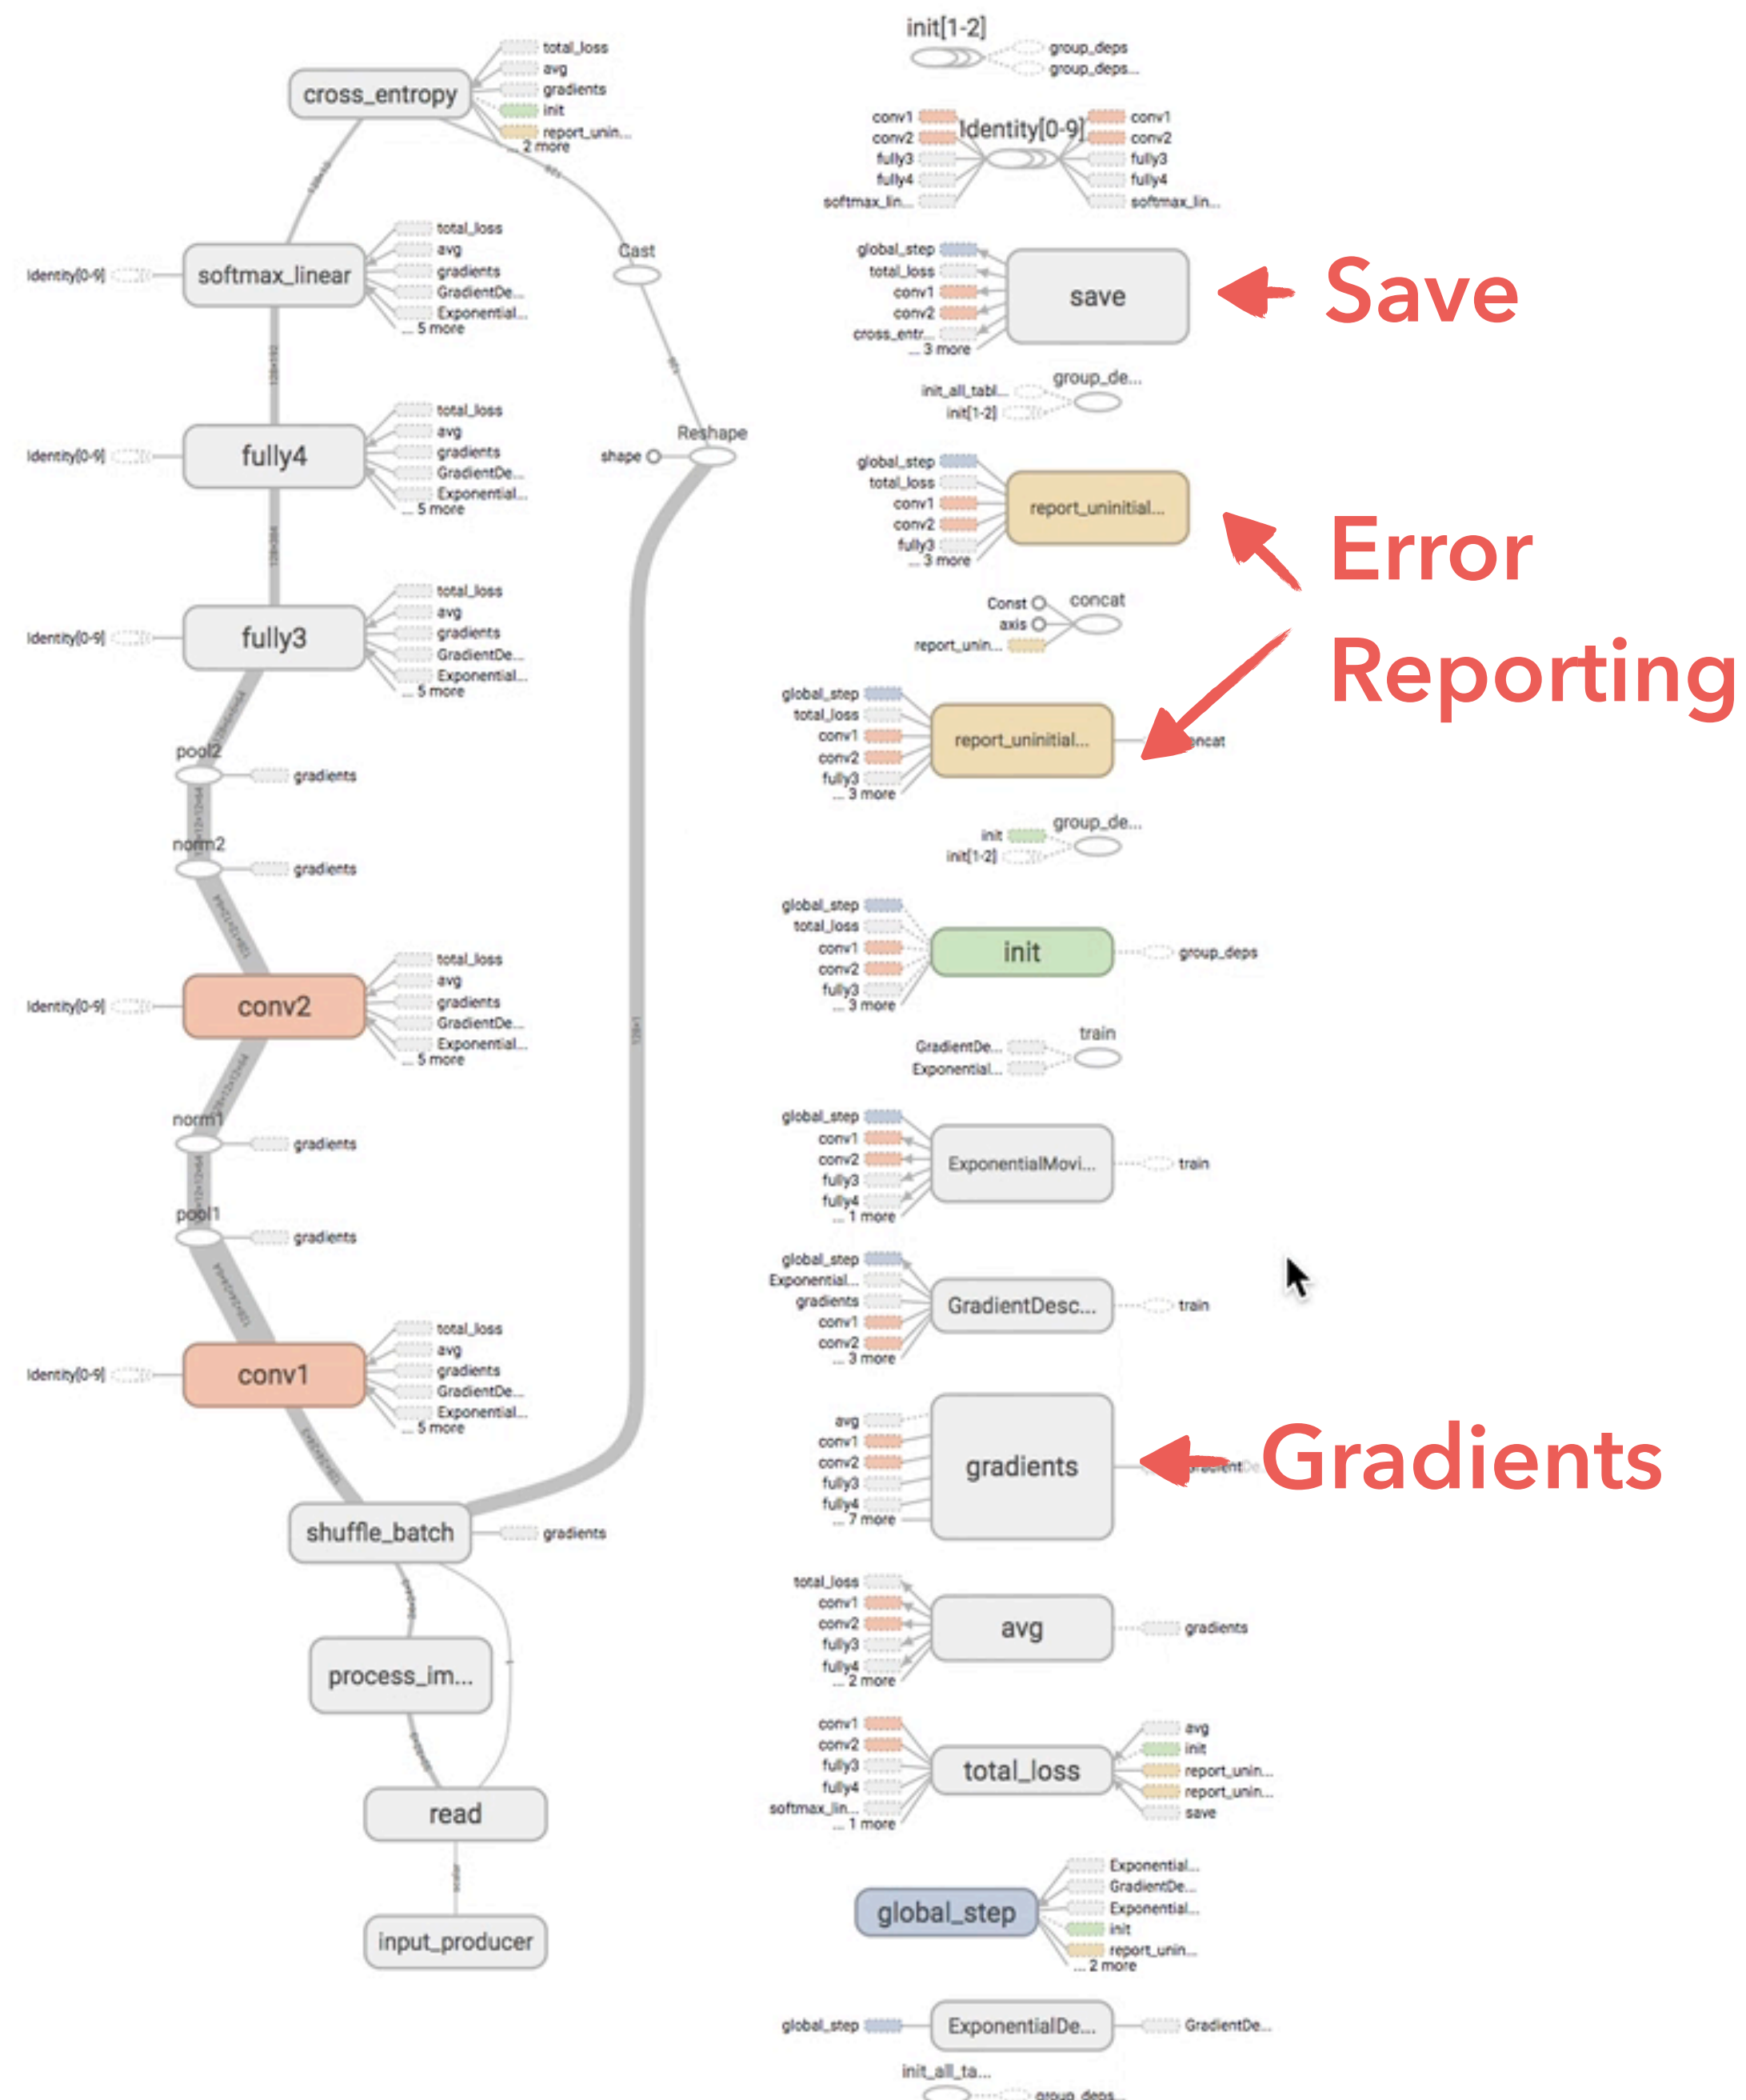 cross_entropy
total_loss
avg
gradients
init
report_unin...
... 2 more
softmax_linear
Identity[0-9]
total_loss
avg
gradients
GradientDe...
Exponential...
... 5 more
Cast
fully4
Identity[0-9]
total_loss
avg
gradients
GradientDe...
Exponential...
... 5 more
128×192
Reshape
shape
fully3
Identity[0-9]
total_loss
avg
gradients
GradientDe...
Exponential...
... 5 more
128×384
pool2
gradients
norm2
gradients
conv2
Identity[0-9]
total_loss
avg
gradients
GradientDe...
Exponential...
... 5 more
norm1
gradients
pool1
gradients
conv1
Identity[0-9]
total_loss
avg
gradients
GradientDe...
Exponential...
... 5 more
128×1
shuffle_batch
gradients
process_im...
1
read
scalar
input_producer
init[1-2]
group_deps
group_deps...
Identity[0-9]
conv1
conv2
fully3
fully4
softmax_lin...
conv1
conv2
fully3
fully4
softmax_lin...
global_step
total_loss
conv1
conv2
cross_entr...
... 3 more
save
Save
group_de...
init_all_tabl...
init[1-2]
global_step
total_loss
conv1
conv2
fully3
... 3 more
report_uninitial...
Error
Reporting
concat
Const
axis
report_unin...
global_step
total_loss
conv1
conv2
fully3
... 3 more
report_uninitial...
group_de...
init
init[1-2]
global_step
total_loss
conv1
conv2
fully3
... 3 more
init
group_deps
train
GradientDe...
Exponential...
global_step
conv1
conv2
fully3
fully4
... 1 more
ExponentialMovi...
train
global_step
Exponential...
gradients
conv1
conv2
... 3 more
GradientDesc...
train
avg
conv1
conv2
fully3
fully4
... 7 more
gradients
Gradients
total_loss
conv1
conv2
fully3
fully4
... 2 more
avg
gradients
conv1
conv2
fully3
fully4
softmax_lin...
... 1 more
total_loss
avg
init
report_unin...
report_unin...
save
global_step
Exponential...
GradientDe...
Exponential...
init
report_unin...
... 2 more
global_step
ExponentialDe...
GradientDe...
init_all_ta...
group_deps...